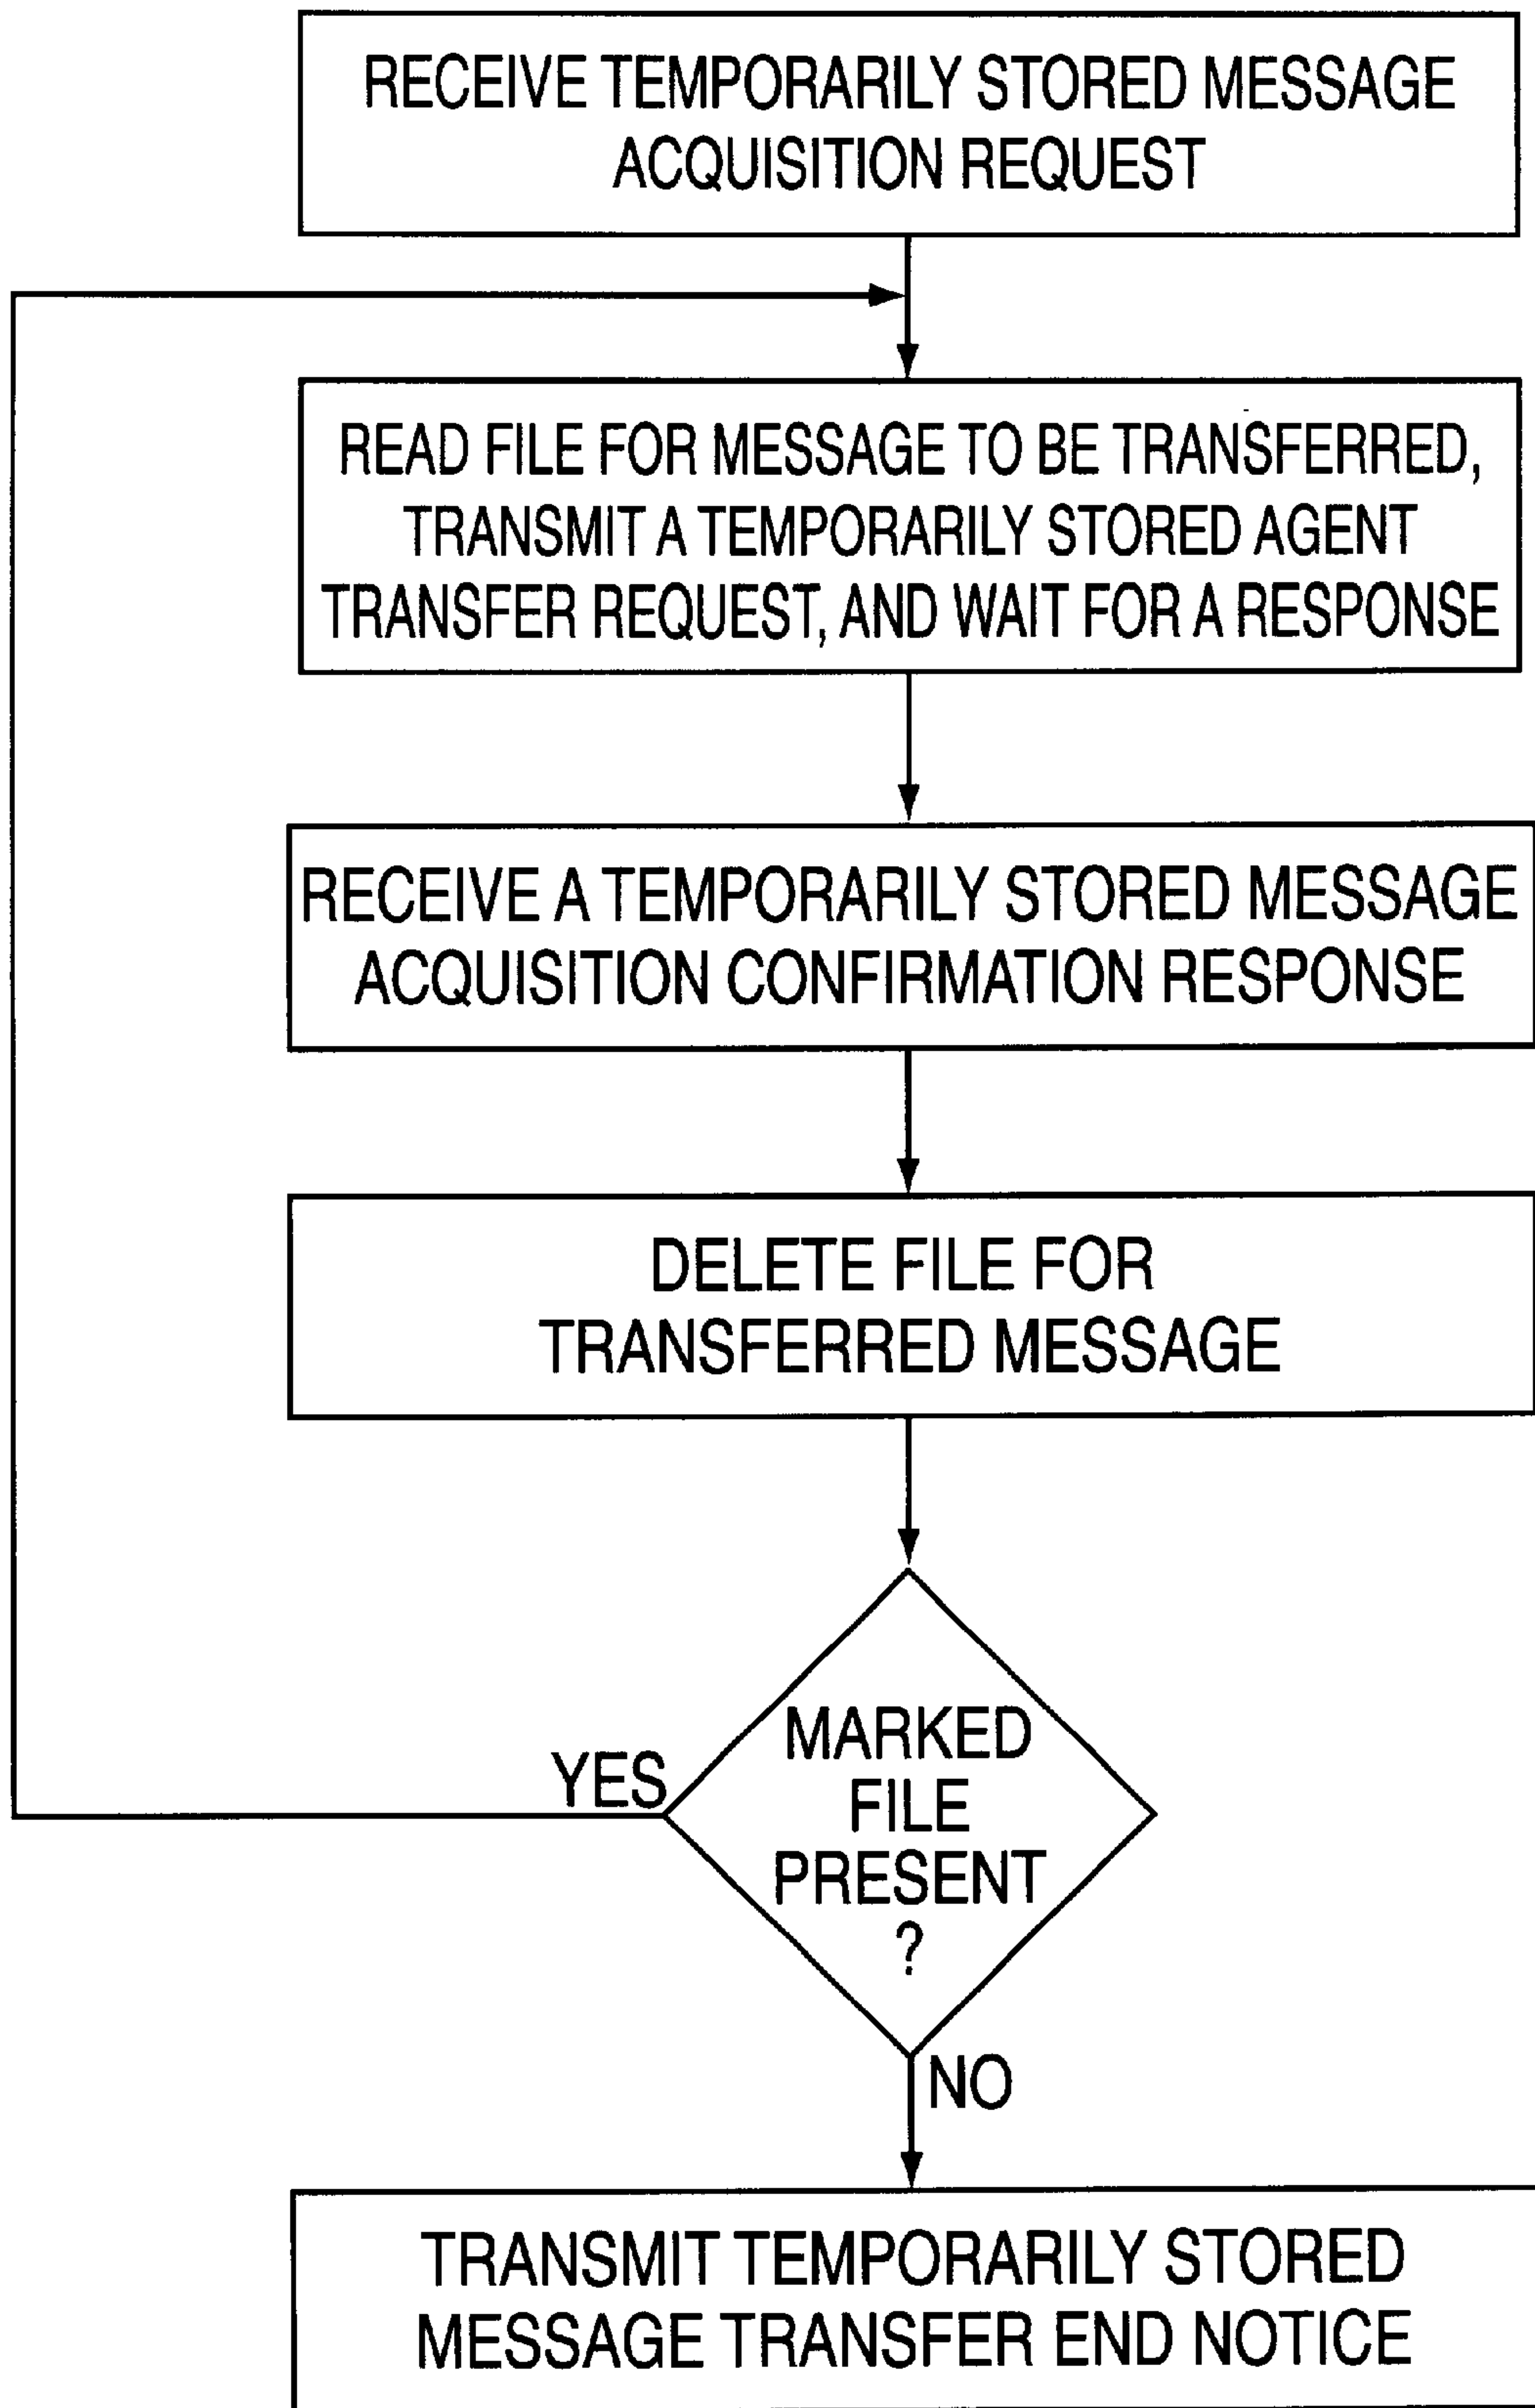 RECEIVE TEMPORARILY STORED MESSAGE
ACQUISITION REQUEST
READ FILE FOR MESSAGE TO BE TRANSFERRED,
TRANSMIT A TEMPORARILY STORED AGENT
TRANSFER REQUEST, AND WAIT FOR A RESPONSE
RECEIVE A TEMPORARILY STORED MESSAGE
ACQUISITION CONFIRMATION RESPONSE
DELETE FILE FOR
TRANSFERRED MESSAGE
MARKED
FILE
PRESENT
?
YES
NO
TRANSMIT TEMPORARILY STORED
MESSAGE TRANSFER END NOTICE